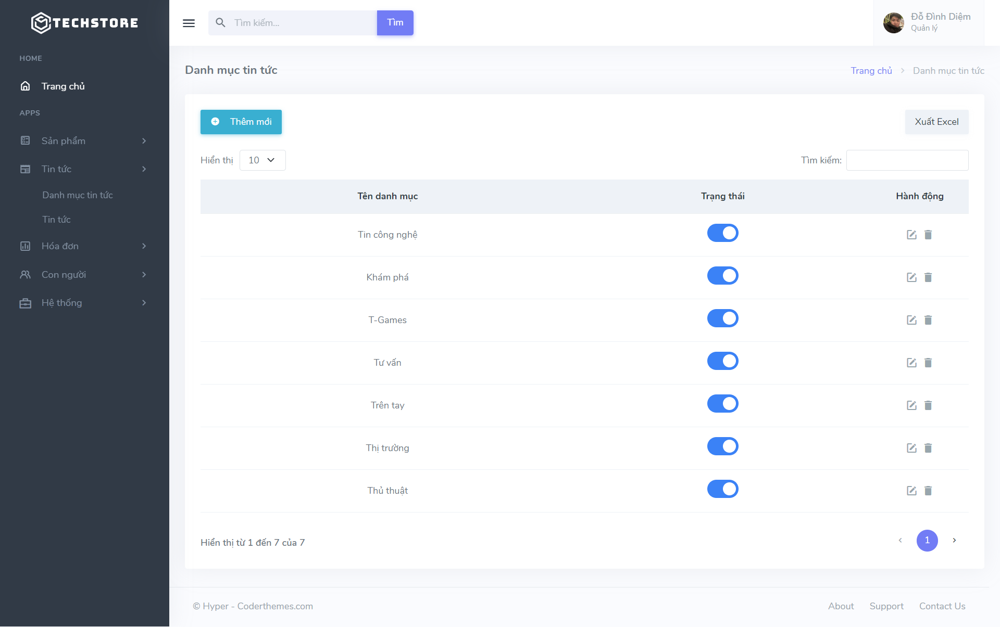 TECHSTORE
HOME
Trang chủ
APPS
Sản phẩm
Tin tức
Danh mục tin tức
Tin tức
Hóa đơn
Con người
Hệ thống
Tìm kiếm...
Tìm
Đỗ Đình Diệm
Quản lý
Danh mục tin tức
Trang chủ > Danh mục tin tức
Thêm mới
Xuất Excel
Hiển thị 10
Tìm kiếm:
Tên danh mục Trạng thái Hành động
Tin công nghệ
Khám phá
T-Games
Tư vấn
Trên tay
Thị trường
Thủ thuật
Hiển thị từ 1 đến 7 của 7
1
© Hyper - Coderthemes.com
About Support Contact Us